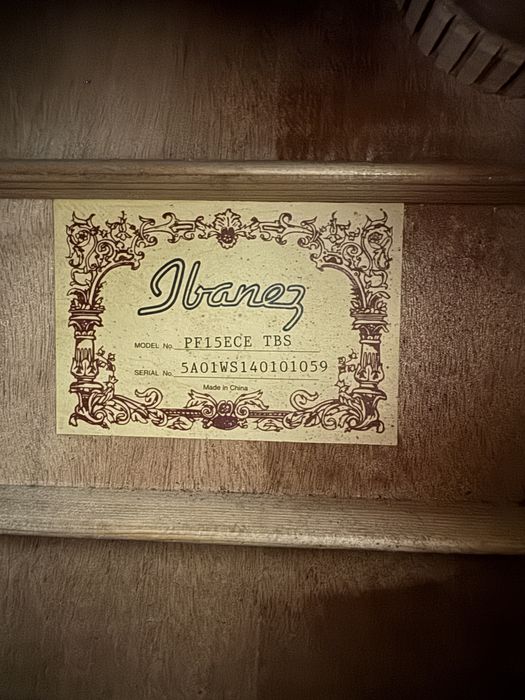 Ibanez
MODEL No. PF15ECE TBS
SERIAL No. 5A01WS140101059
Made in China